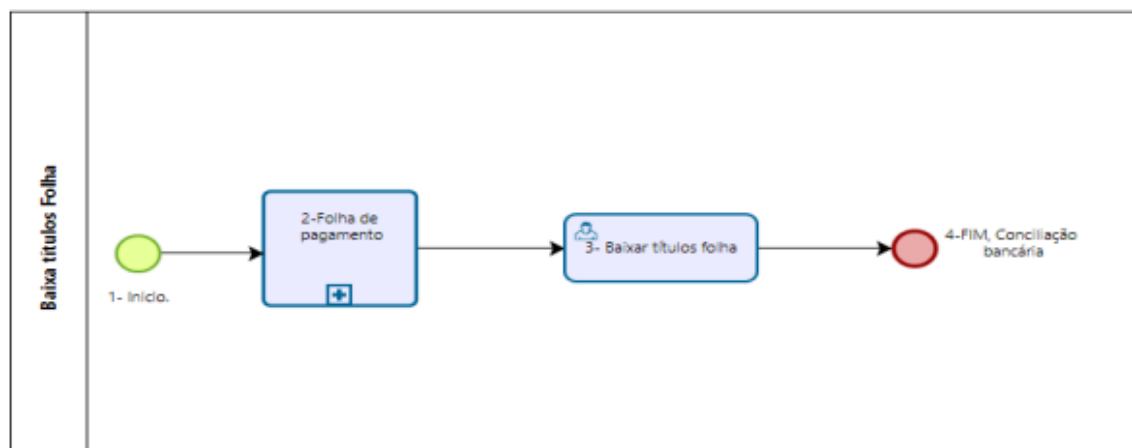 Baixa títulos Folha
1- Inicio.
2-Folha de
pagamento
3- Baixar títulos folha
4-FIM, Conciliação
bancária